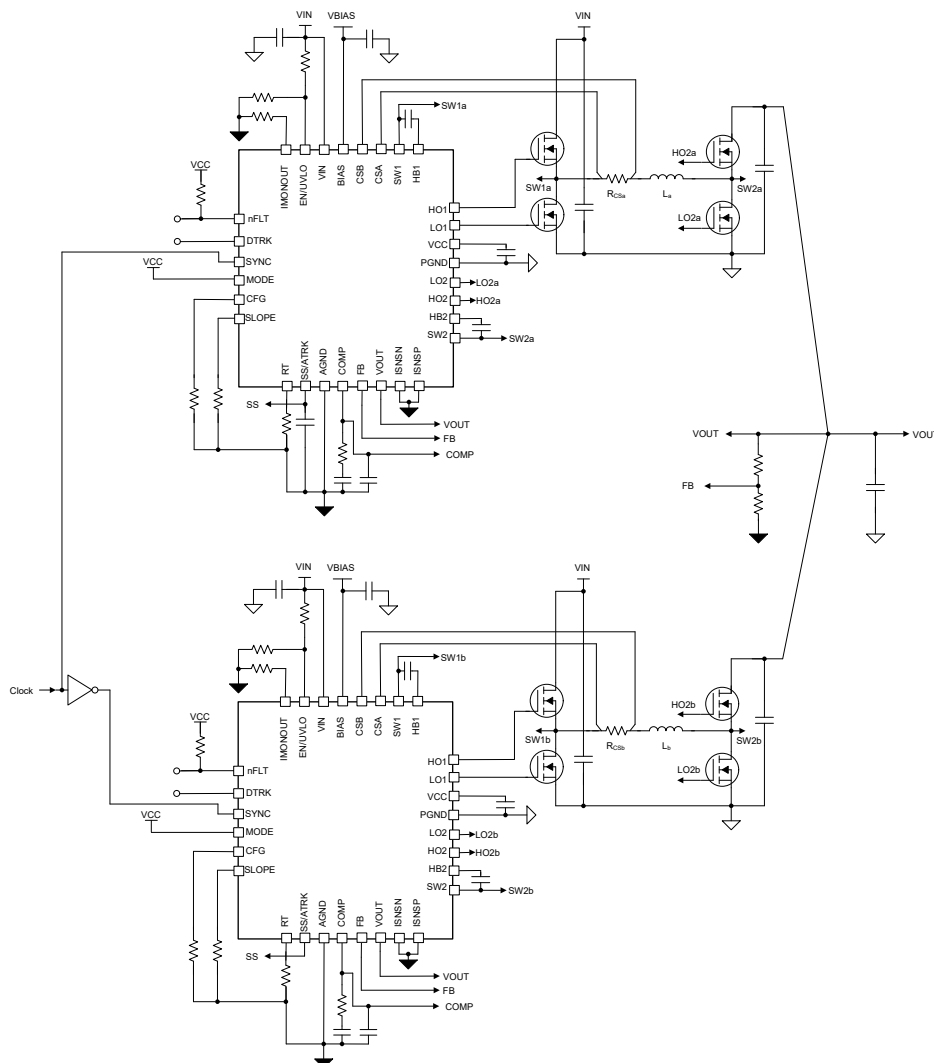 VIN
VBIAS
VIN
SW1a
IMONOUT
EN/UVLO
VIN
BIAS
CSB
CSA
SW1
HB1
VCC
HO2a
SW1a
RCSa
La
SW2a
LO2a
nFLT
DTRK
SYNC
VCC
MODE
CFG
SLOPE
HO1
LO1
VCC
PGND
LO2
LO2a
HO2
HO2a
HB2
SW2
SW2a
RT
SS/ATRK
AGND
COMP
FB
VOUT
ISNSN
ISNSP
SS
VOUT
FB
COMP
VOUT
VOU
FB
VIN
VBIAS
VIN
SW1b
Clock
IMONOUT
EN/UVLO
VIN
BIAS
CSB
CSA
SW1
HB1
VCC
HO2b
SW1b
RCSb
Lb
SW2b
LO2b
nFLT
DTRK
SYNC
VCC
MODE
CFG
SLOPE
HO1
LO1
VCC
PGND
LO2
LO2b
HO2
HO2b
HB2
SW2
SW2b
RT
SS/ATRK
AGND
COMP
FB
VOUT
ISNSN
ISNSP
SS
VOUT
FB
COMP